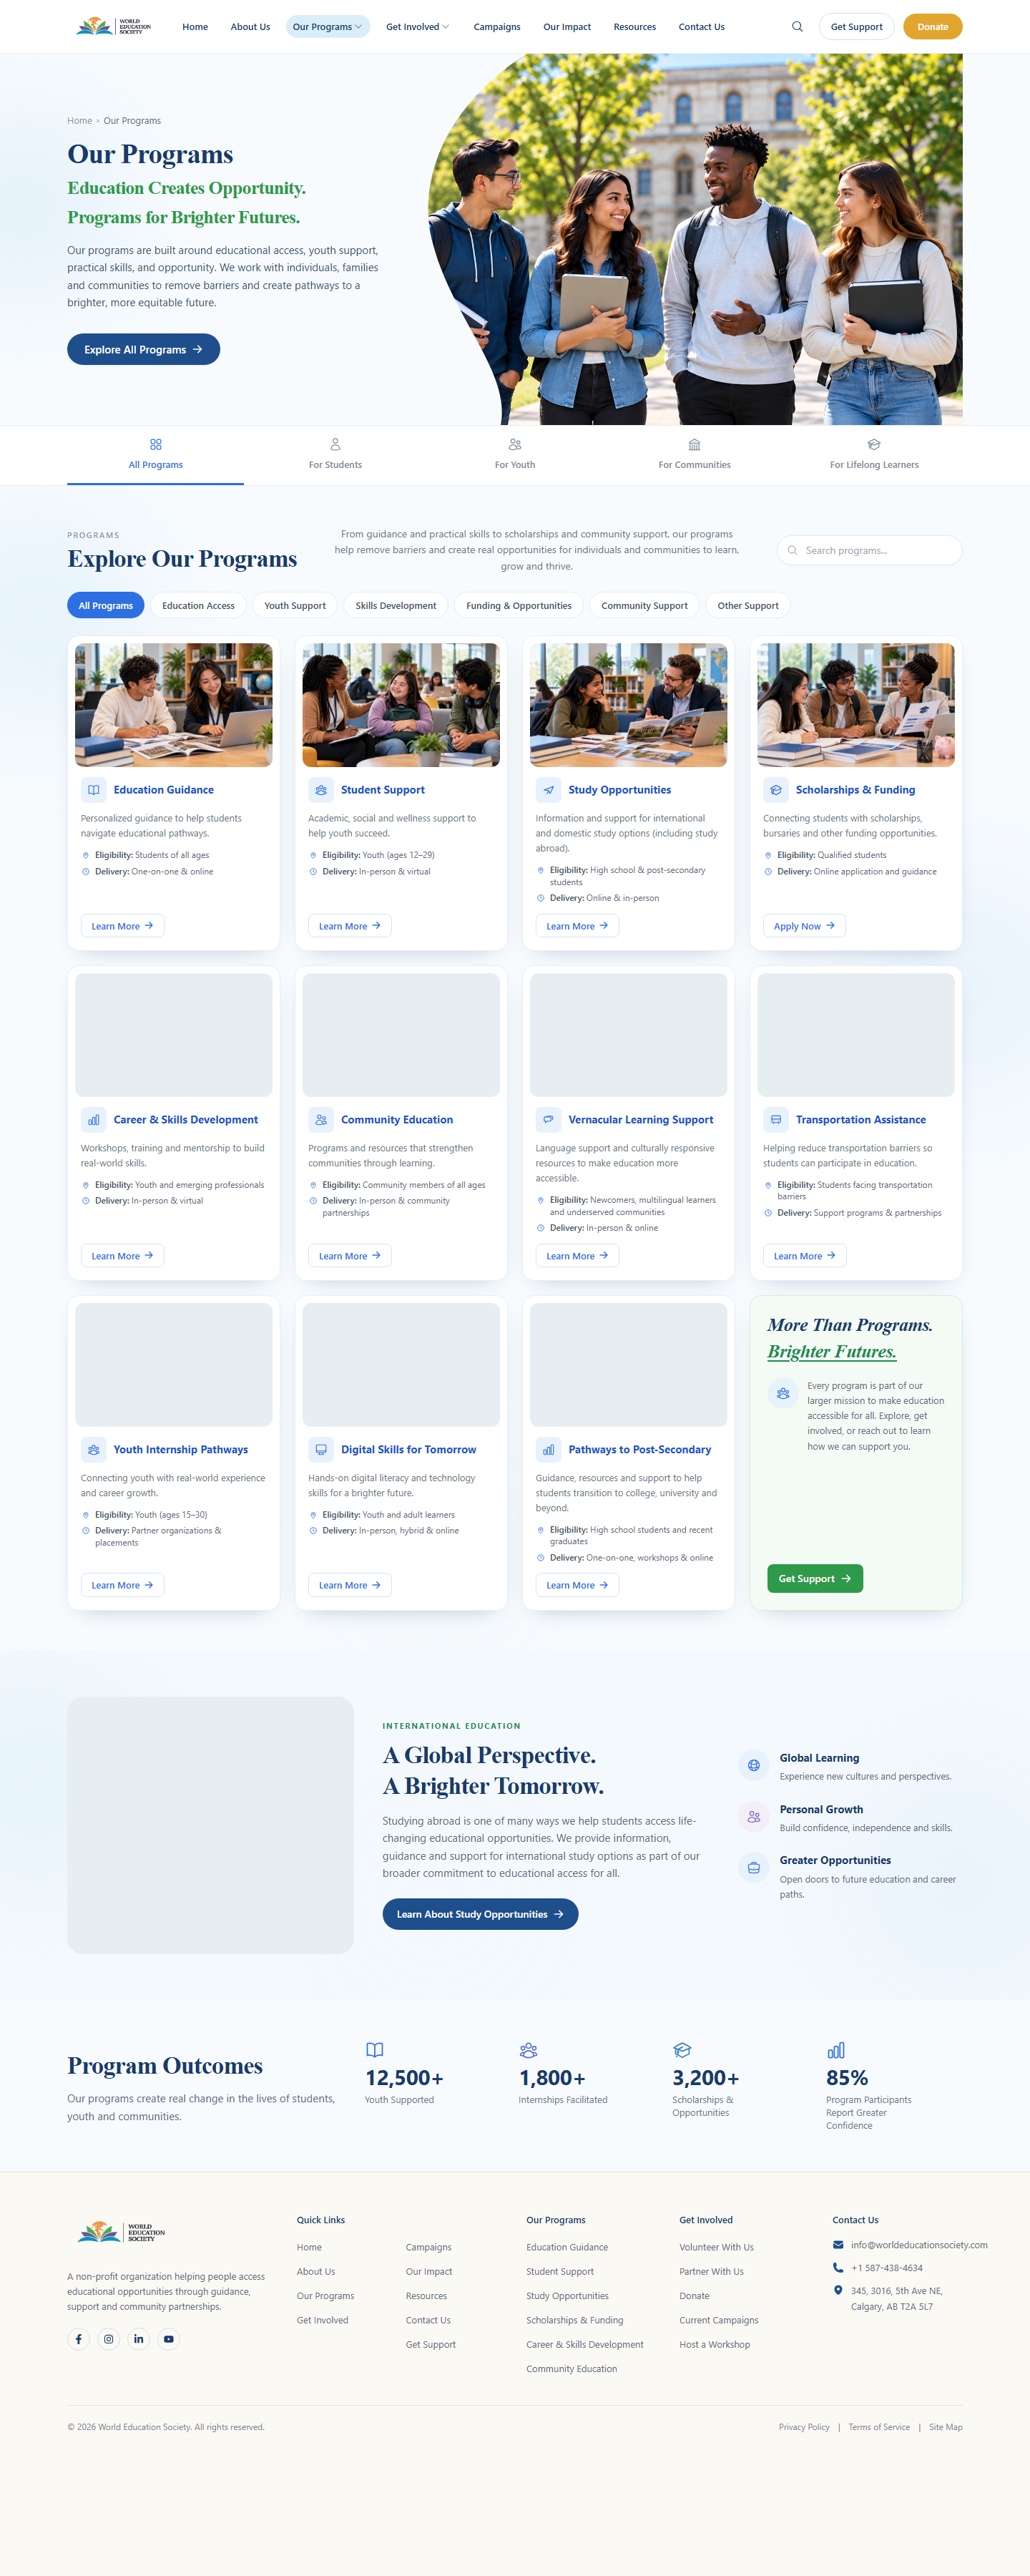 WORLD
EDUCATION
SOCIETY
Home
About Us
Our Programs
Get Involved
Campaigns
Our Impact
Resources
Contact Us
Get Support
Donate
Home › Our Programs
Our Programs
Education Creates Opportunity.
Programs for Brighter Futures.
Our programs are built around educational access, youth support,
practical skills, and opportunity. We work with individuals, families
and communities to remove barriers and create pathways to a
brighter, more equitable future.
Explore All Programs →
All Programs
For Students
For Youth
For Communities
For Lifelong Learners
PROGRAMS
Explore Our Programs
From guidance and practical skills to scholarships and community support, our programs
help remove barriers and create real opportunities for individuals and communities to learn,
grow and thrive.
Search programs...
All Programs
Education Access
Youth Support
Skills Development
Funding & Opportunities
Community Support
Other Support
Education Guidance
Personalized guidance to help students
navigate educational pathways.
Eligibility: Students of all ages
Delivery: One-on-one & online
Learn More →
Student Support
Academic, social and wellness support to
help youth succeed.
Eligibility: Youth (ages 12–29)
Delivery: In-person & virtual
Learn More →
Study Opportunities
Information and support for international
and domestic study options (including study
abroad).
Eligibility: High school & post-secondary
students
Delivery: Online & in-person
Learn More →
Scholarships & Funding
Connecting students with scholarships,
bursaries and other funding opportunities.
Eligibility: Qualified students
Delivery: Online application and guidance
Apply Now →
Career & Skills Development
Workshops, training and mentorship to build
real-world skills.
Eligibility: Youth and emerging professionals
Delivery: In-person & virtual
Learn More →
Community Education
Programs and resources that strengthen
communities through learning.
Eligibility: Community members of all ages
Delivery: In-person & community
partnerships
Learn More →
Vernacular Learning Support
Language support and culturally responsive
resources to make education more
accessible.
Eligibility: Newcomers, multilingual learners
and underserved communities
Delivery: In-person & online
Learn More →
Transportation Assistance
Helping reduce transportation barriers so
students can participate in education.
Eligibility: Students facing transportation
barriers
Delivery: Support programs & partnerships
Learn More →
Youth Internship Pathways
Connecting youth with real-world experience
and career growth.
Eligibility: Youth (ages 15–30)
Delivery: Partner organizations &
placements
Learn More →
Digital Skills for Tomorrow
Hands-on digital literacy and technology
skills for a brighter future.
Eligibility: Youth and adult learners
Delivery: In-person, hybrid & online
Learn More →
Pathways to Post-Secondary
Guidance, resources and support to help
students transition to college, university and
beyond.
Eligibility: High school students and recent
graduates
Delivery: One-on-one, workshops & online
Learn More →
More Than Programs.
Brighter Futures.
Every program is part of our
larger mission to make education
accessible for all. Explore, get
involved, or reach out to learn
how we can support you.
Get Support →
INTERNATIONAL EDUCATION
A Global Perspective.
A Brighter Tomorrow.
Studying abroad is one of many ways we help students access life-
changing educational opportunities. We provide information,
guidance and support for international study options as part of our
broader commitment to educational access for all.
Learn About Study Opportunities →
Global Learning
Experience new cultures and perspectives.
Personal Growth
Build confidence, independence and skills.
Greater Opportunities
Open doors to future education and career
paths.
Program Outcomes
Our programs create real change in the lives of students,
youth and communities.
12,500+
Youth Supported
1,800+
Internships Facilitated
3,200+
Scholarships &
Opportunities
85%
Program Participants
Report Greater
Confidence
WORLD
EDUCATION
SOCIETY
A non-profit organization helping people access
educational opportunities through guidance,
support and community partnerships.
Quick Links
Home
About Us
Our Programs
Get Involved
Campaigns
Our Impact
Resources
Contact Us
Get Support
Our Programs
Education Guidance
Student Support
Study Opportunities
Scholarships & Funding
Career & Skills Development
Community Education
Get Involved
Volunteer With Us
Partner With Us
Donate
Current Campaigns
Host a Workshop
Contact Us
info@worldeducationsociety.com
+1 587-438-4634
345, 3016, 5th Ave NE,
Calgary, AB T2A 5L7
© 2026 World Education Society. All rights reserved.
Privacy Policy | Terms of Service | Site Map